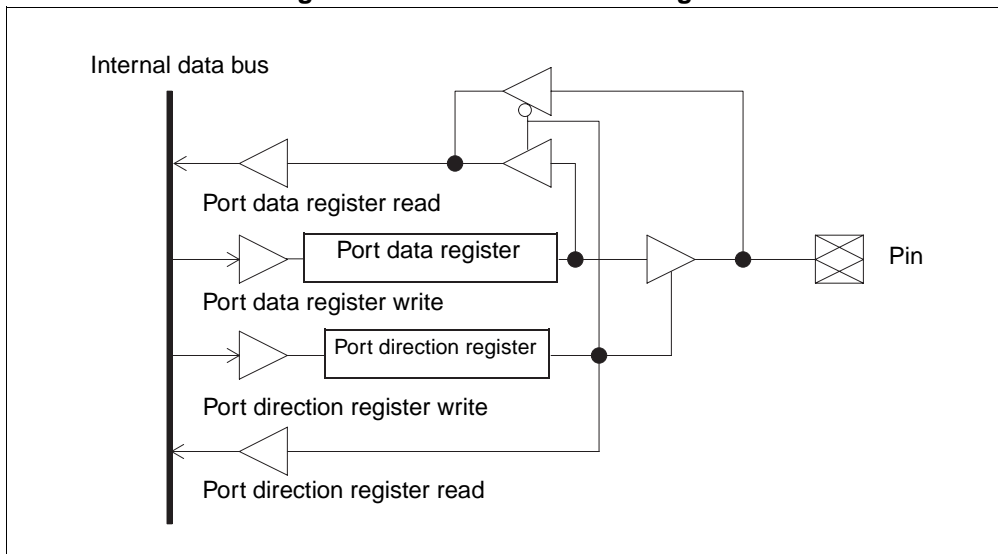 Internal data bus
Port data register read
Port data register
Pin
Port data register write
Port direction register
Port direction register write
Port direction register read